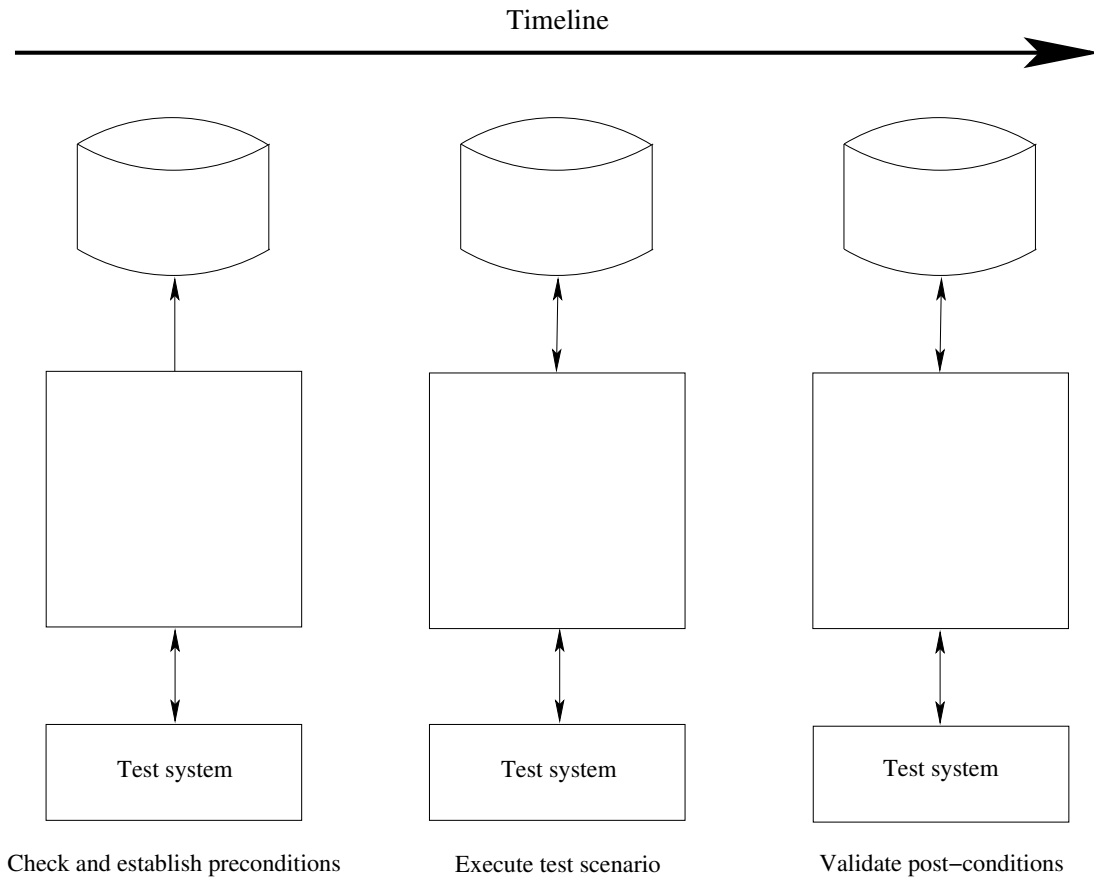 Timeline
Test system
Test system
Test system
Check and establish preconditions
Execute test scenario
Validate post−conditions